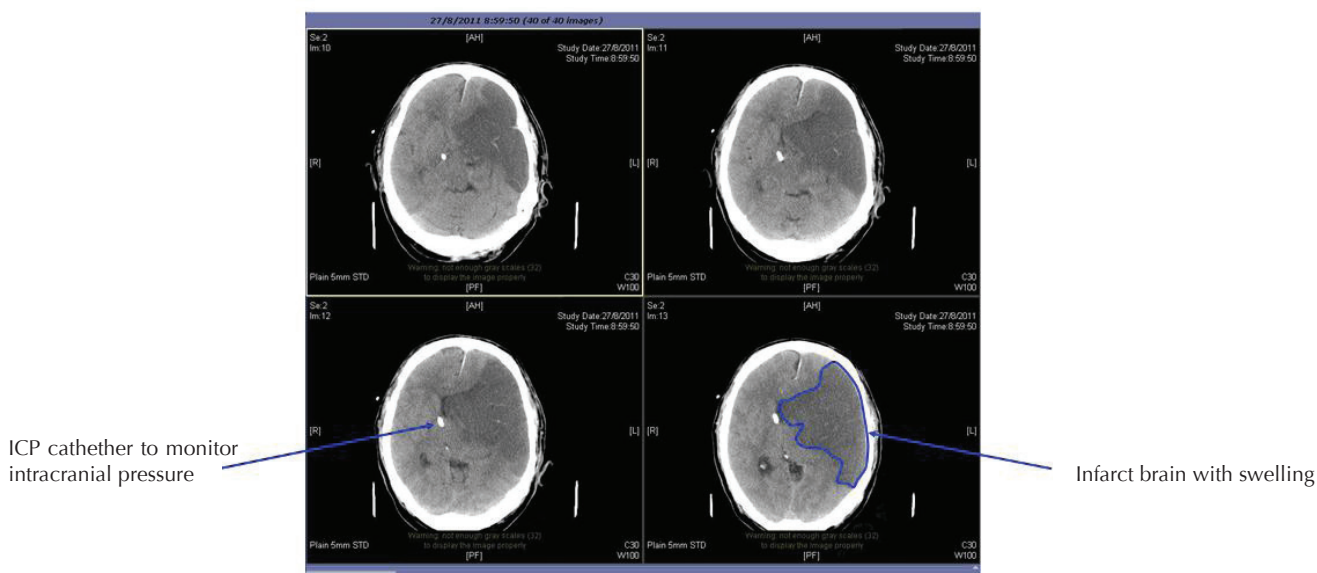 27/8/2011 8:59:50 (40 of 40 images)
Se:2
Im:10
[AH]
Study Date:27/8/2011
Study Time:8:59:50
[R]
Warning: not enough gray scales (32)
to display the image properly
Plain 5mm STD
[PF]
C30
W100
Se:2
Im:11
[AH]
Study Date:27/8/2011
Study Time:8:59:50
[R]
[L]
[L]
Warning: not enough gray scales (32)
to display the image properly
Plain 5mm STD
[PF]
C30
W100
Se:2
Im:12
[AH]
Study Date:27/8/2011
Study Time:8:59:50
[R]
[L]
Warning: not enough gray scales (32)
to display the image properly
Plain 5mm STD
[PF]
C30
W100
Se:2
Im:13
[AH]
Study Date:27/8/2011
Study Time:8:59:50
[R]
[L]
Warning: not enough gray scales (32)
to display the image properly
Plain 5mm STD
[PF]
C30
W100
ICP cathether to monitor
intracranial pressure
Infarct brain with swelling